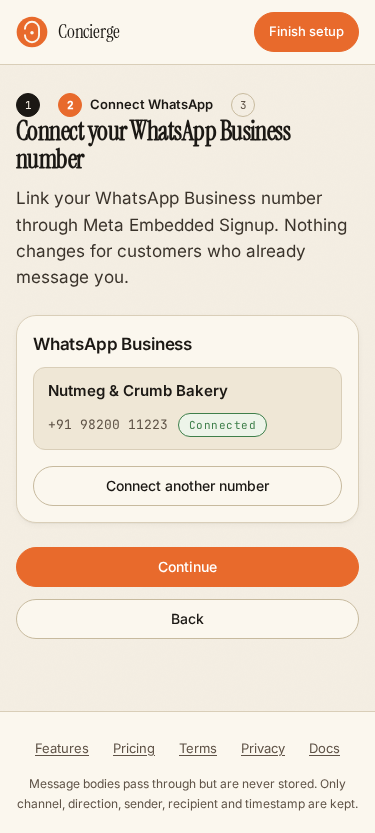 Concierge
Finish setup
1 2 Connect WhatsApp 3
Connect your WhatsApp Business
number
Link your WhatsApp Business number
through Meta Embedded Signup. Nothing
changes for customers who already
message you.
WhatsApp Business
Nutmeg & Crumb Bakery
+91 98200 11223 Connected
Connect another number
Continue
Back
Features Pricing Terms Privacy Docs
Message bodies pass through but are never stored. Only
channel, direction, sender, recipient and timestamp are kept.